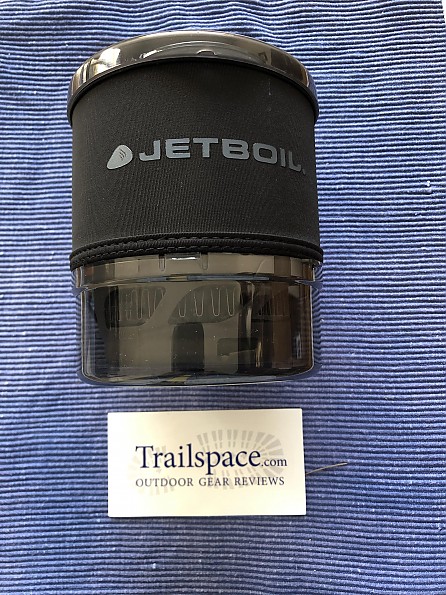 JETBOIL.
Trailspace.com
OUTDOOR GEAR REVIEWS